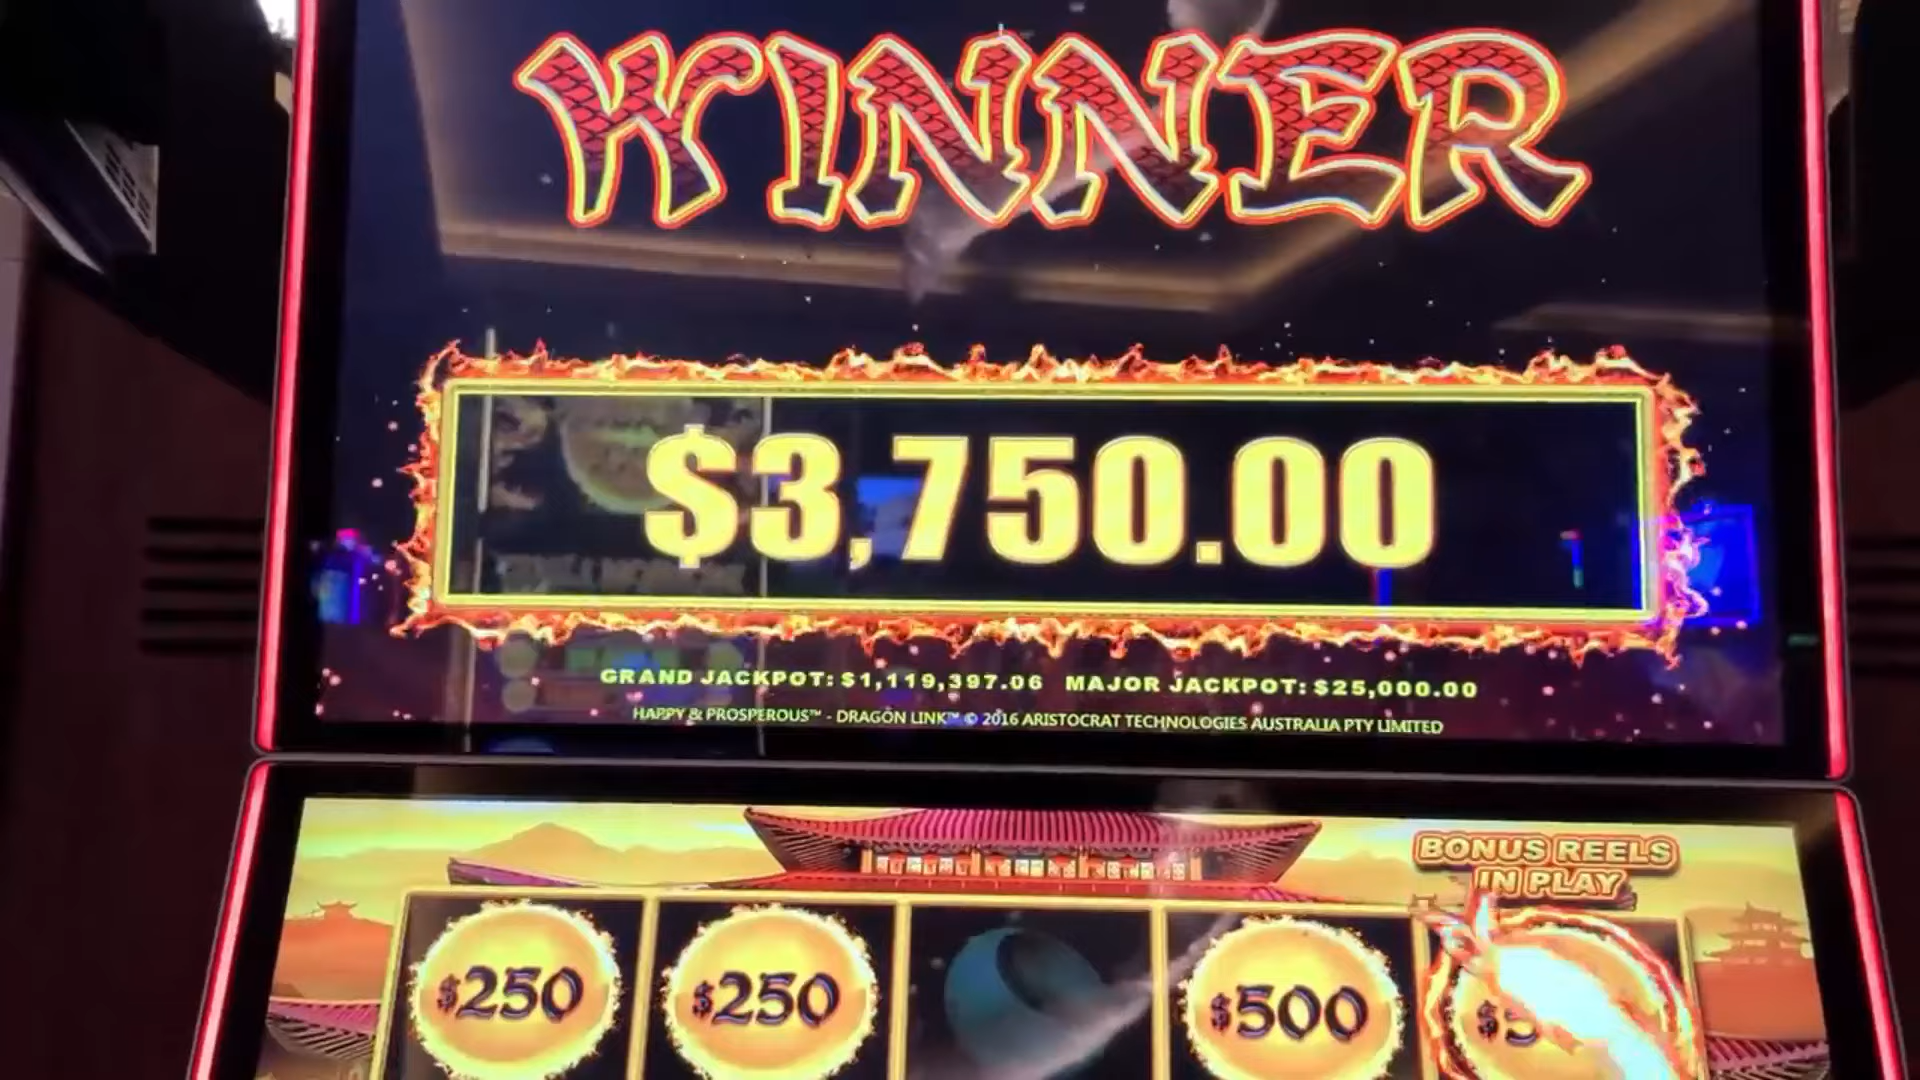 WINNER
$3,750.00
GRAND JACKPOT: $1,119,397.06 MAJOR JACKPOT: $25,000.00
HAPPY & PROSPEROUS™ - DRAGON LINK™ © 2016 ARISTOCRAT TECHNOLOGIES AUSTRALIA PTY LIMITED
BONUS REELS
IN PLAY
$250 $250 $500